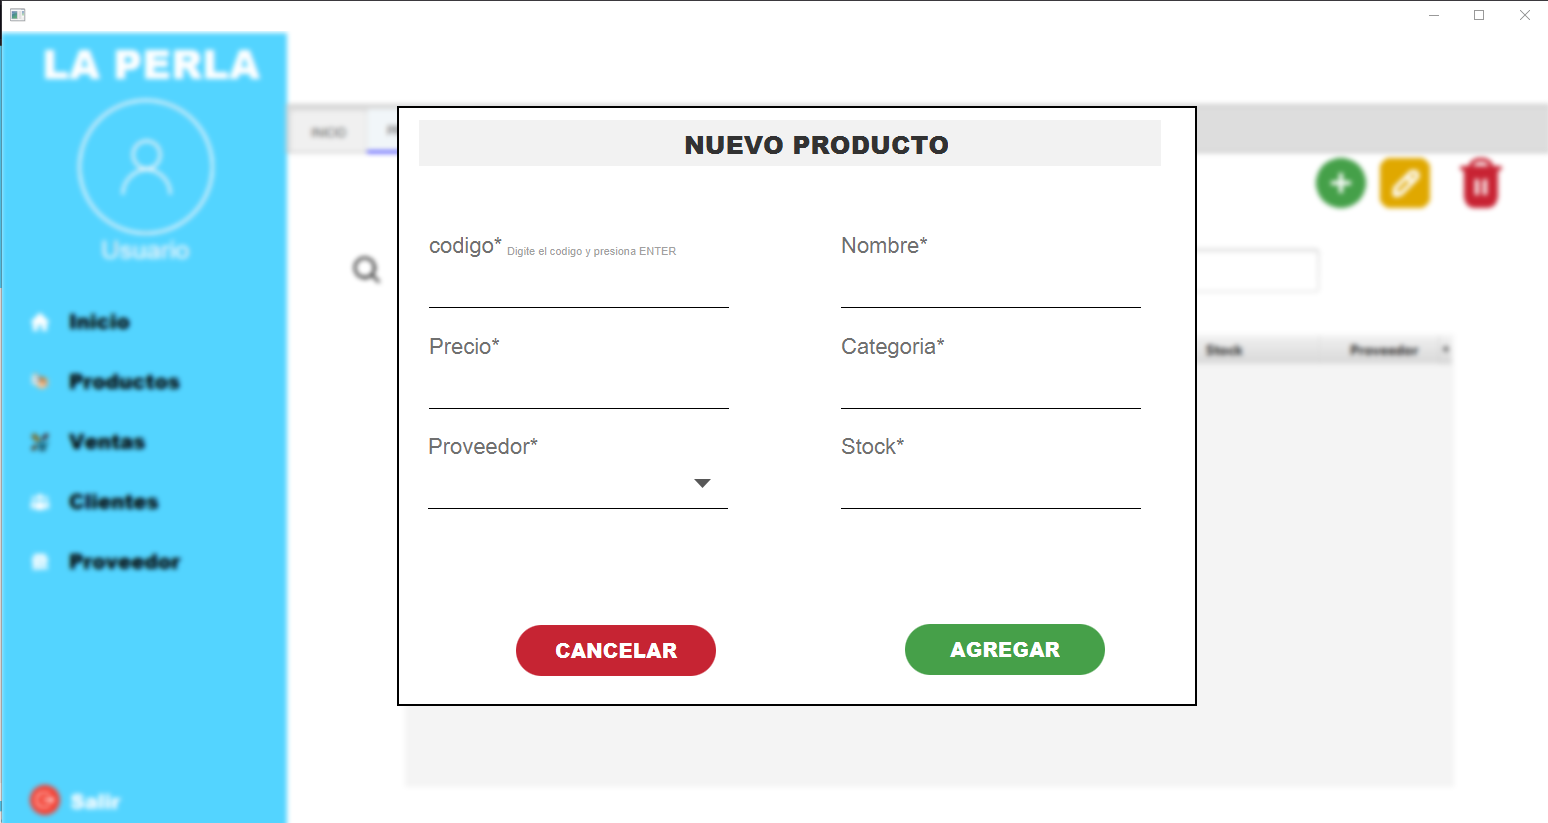 LA PERLA
Usuario
Inicio
Productos
Ventas
Clientes
Proveedor
Salir
INICIO
NUEVO PRODUCTO
codigo* Digite el codigo y presiona ENTER
Nombre*
Precio*
Categoria*
Proveedor*
Stock*
CANCELAR
AGREGAR
Stock
Proveedor